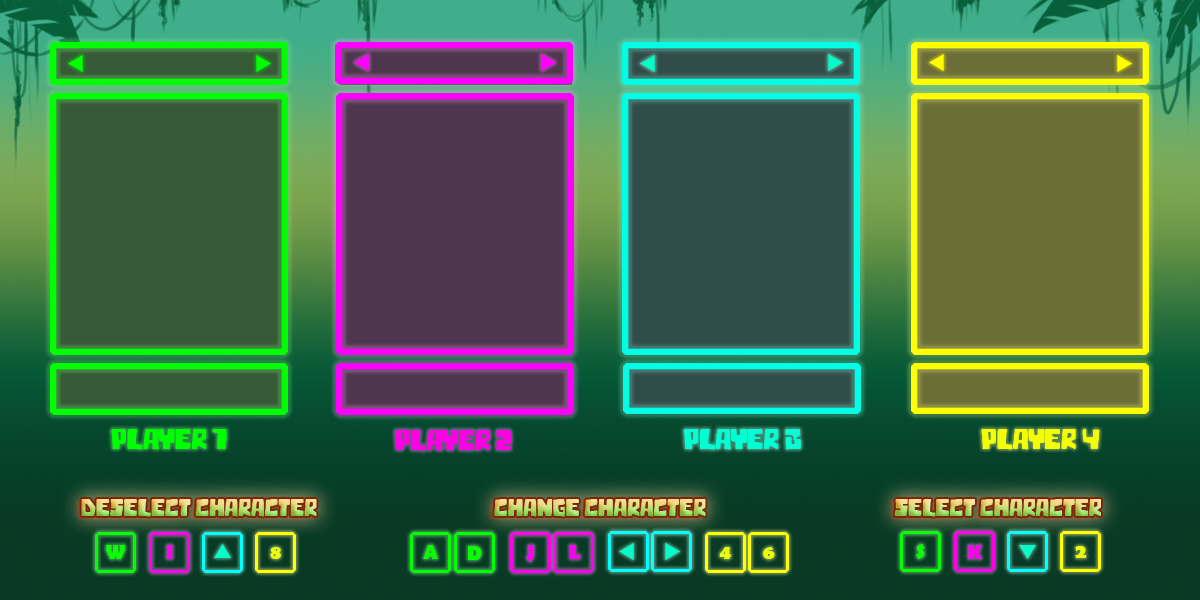 PLAYER 1 PLAYER 2 PLAYER 3 PLAYER 4
DESELECT CHARACTER CHANGE CHARACTER SELECT CHARACTER
W I 8 A D J L 4 6 S K 2